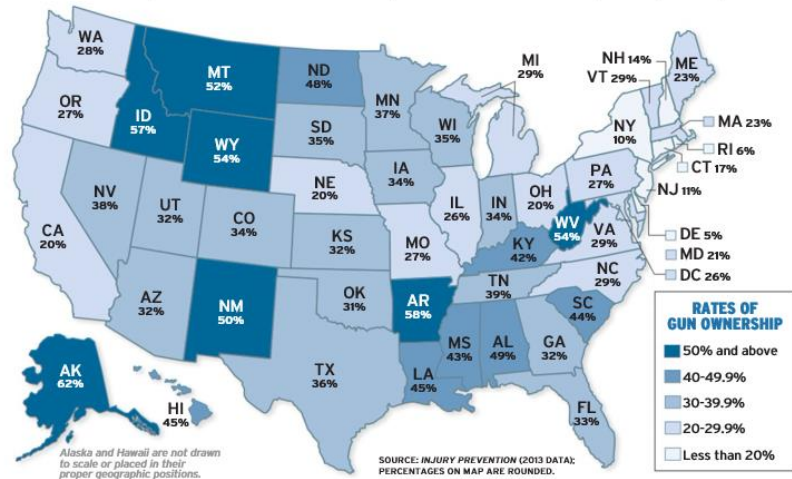 WA
28%
MT
52%
ND
48%
MN
37%
MI
29%
NH 14%
VT 29%
ME
23%
OR
27%
ID
57%
WY
54%
SD
35%
WI
35%
NY
10%
MA 23%
RI 6%
CT 17%
NJ 11%
PA
27%
NV
38%
UT
32%
CO
34%
NE
20%
IA
34%
IL
26%
IN
34%
OH
20%
WV
54%
VA
29%
DE 5%
MD 21%
DC 26%
CA
20%
KS
32%
MO
27%
KY
42%
NC
29%
AZ
32%
NM
50%
OK
31%
AR
58%
TN
39%
SC
44%
TX
36%
LA
45%
MS
43%
AL
49%
GA
32%
FL
33%
AK
62%
HI
45%
RATES OF
GUN OWNERSHIP
50% and above
40-49.9%
30-39.9%
20-29.9%
Less than 20%
Alaska and Hawaii are not drawn
to scale or placed in their
proper geographic positions.
SOURCE: INJURY PREVENTION (2013 DATA);
PERCENTAGES ON MAP ARE ROUNDED.